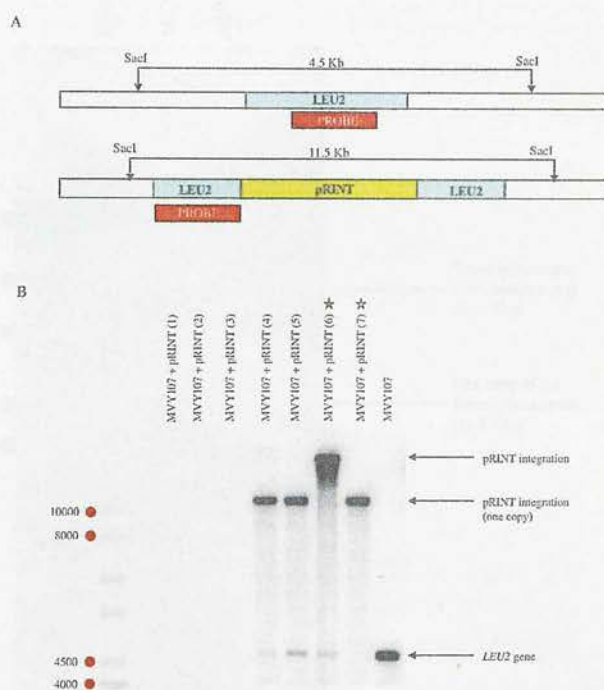 A
SacI 4.5 Kb SacI
LEU2
PROBE
SacI 11.5 Kb SacI
LEU2 pRINT LEU2
PROBE
B
MVY107 + pRINT (1)
MVY107 + pRINT (2)
MVY107 + pRINT (3)
MVY107 + pRINT (4)
MVY107 + pRINT (5)
MVY107 + pRINT (6)
MVY107 + pRINT (7)
MVY107
pRINT integration
10000
pRINT integration
(one copy)
8000
4500
LEU2 gene
4000